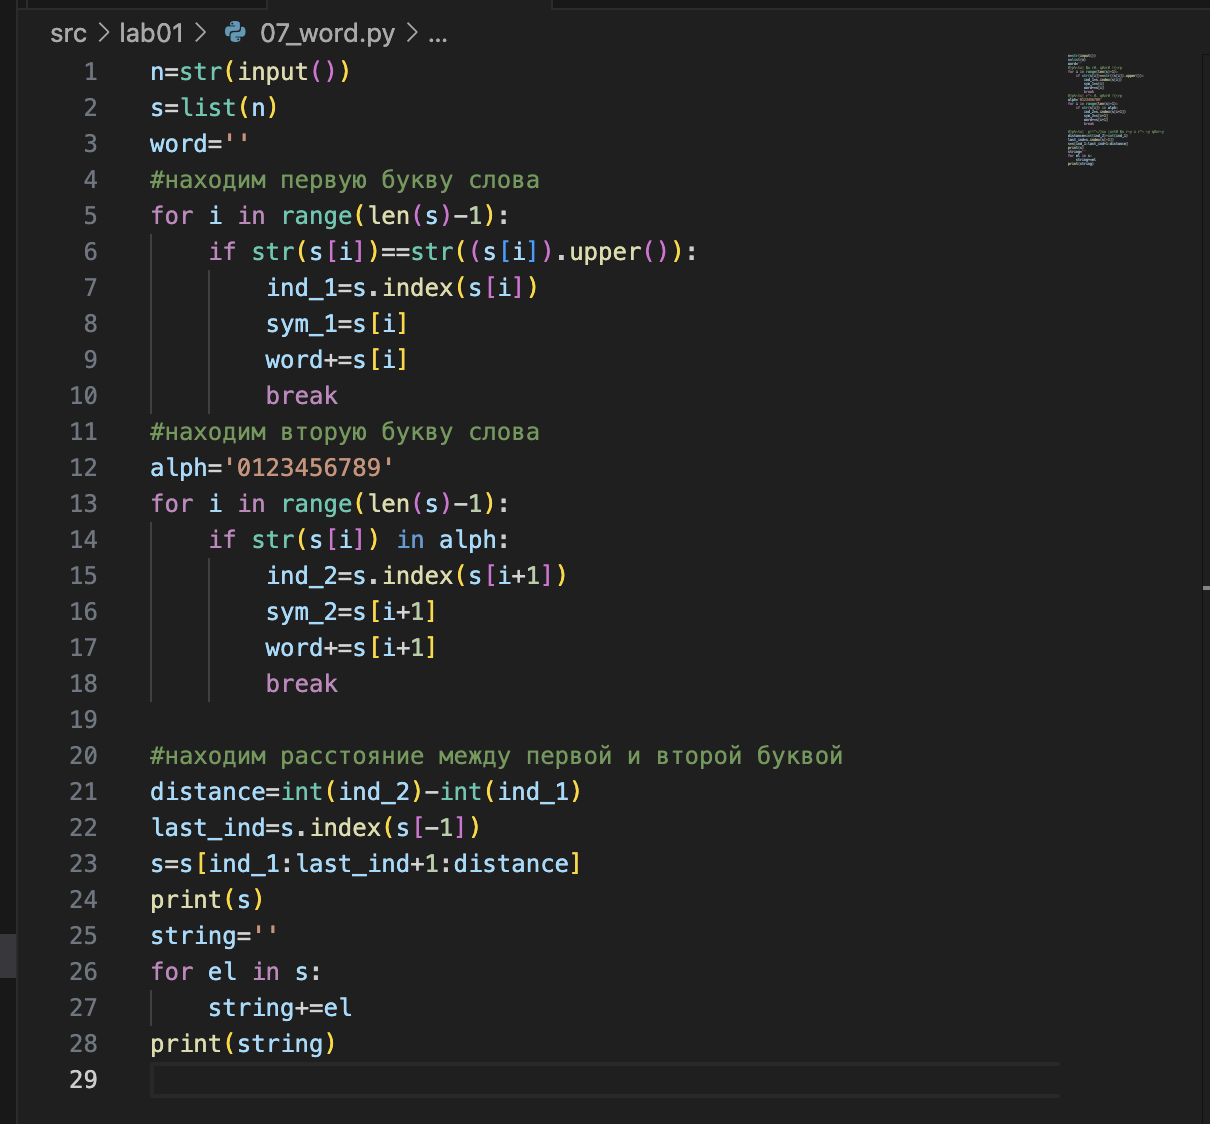 src > lab01 > 07_word.py > ...
1 n=str(input())
2 s=list(n)
3 word=''
4 #находим первую букву слова
5 for i in range(len(s)-1):
6     if str(s[i])==str((s[i]).upper()):
7         ind_1=s.index(s[i])
8         sym_1=s[i]
9         word+=s[i]
10         break
11 #находим вторую букву слова
12 alph='0123456789'
13 for i in range(len(s)-1):
14     if str(s[i]) in alph:
15         ind_2=s.index(s[i+1])
16         sym_2=s[i+1]
17         word+=s[i+1]
18         break
19
20 #находим расстояние между первой и второй буквой
21 distance=int(ind_2)-int(ind_1)
22 last_ind=s.index(s[-1])
23 s=s[ind_1:last_ind+1:distance]
24 print(s)
25 string=''
26 for el in s:
27     string+=el
28 print(string)
29